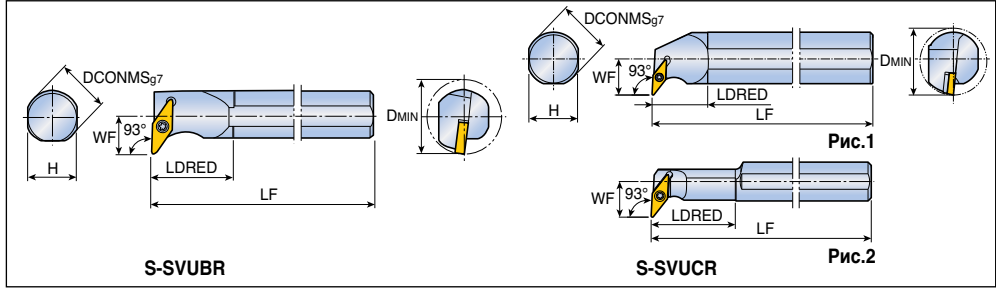 DCONMSg7
WF
93°
H
LDRED
LF
DMIN
S-SVUBR
DCONMSg7
WF
93°
H
LDRED
LF
DMIN
Рис.1
WF
93°
LDRED
LF
Рис.2
S-SVUCR